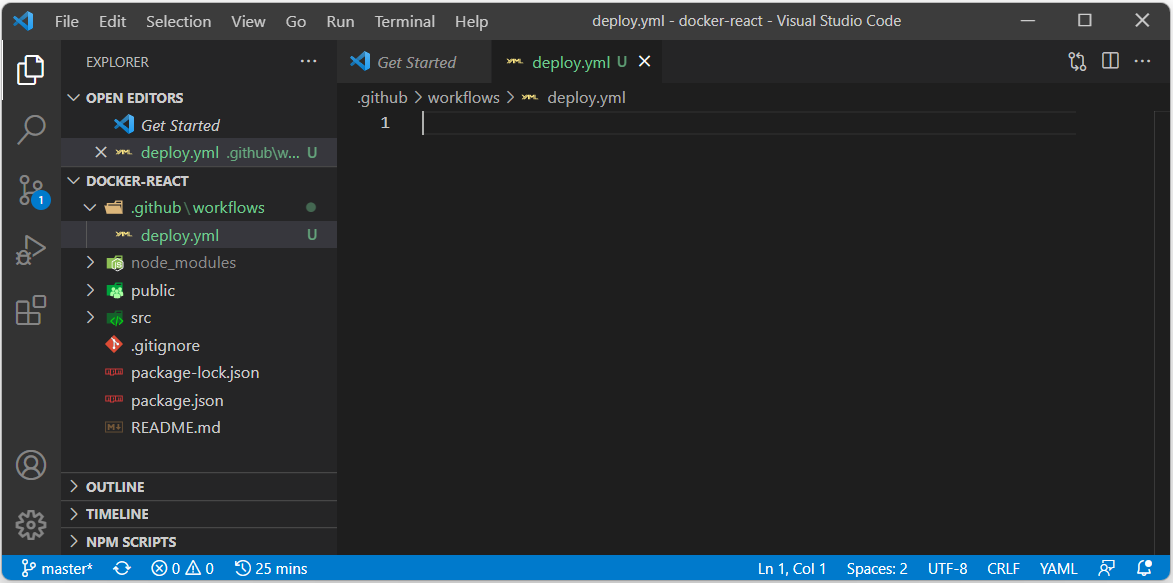 File Edit Selection View Go Run Terminal Help deploy.yml - docker-react - Visual Studio Code
EXPLORER
Get Started deploy.yml U
OPEN EDITORS
Get Started
deploy.yml .github\w... U
DOCKER-REACT
.github\workflows
deploy.yml U
node_modules
public
src
.gitignore
package-lock.json
package.json
README.md
OUTLINE
TIMELINE
NPM SCRIPTS
.github > workflows > deploy.yml
1
1
master* 0 0 25 mins Ln 1, Col 1 Spaces: 2 UTF-8 CRLF YAML